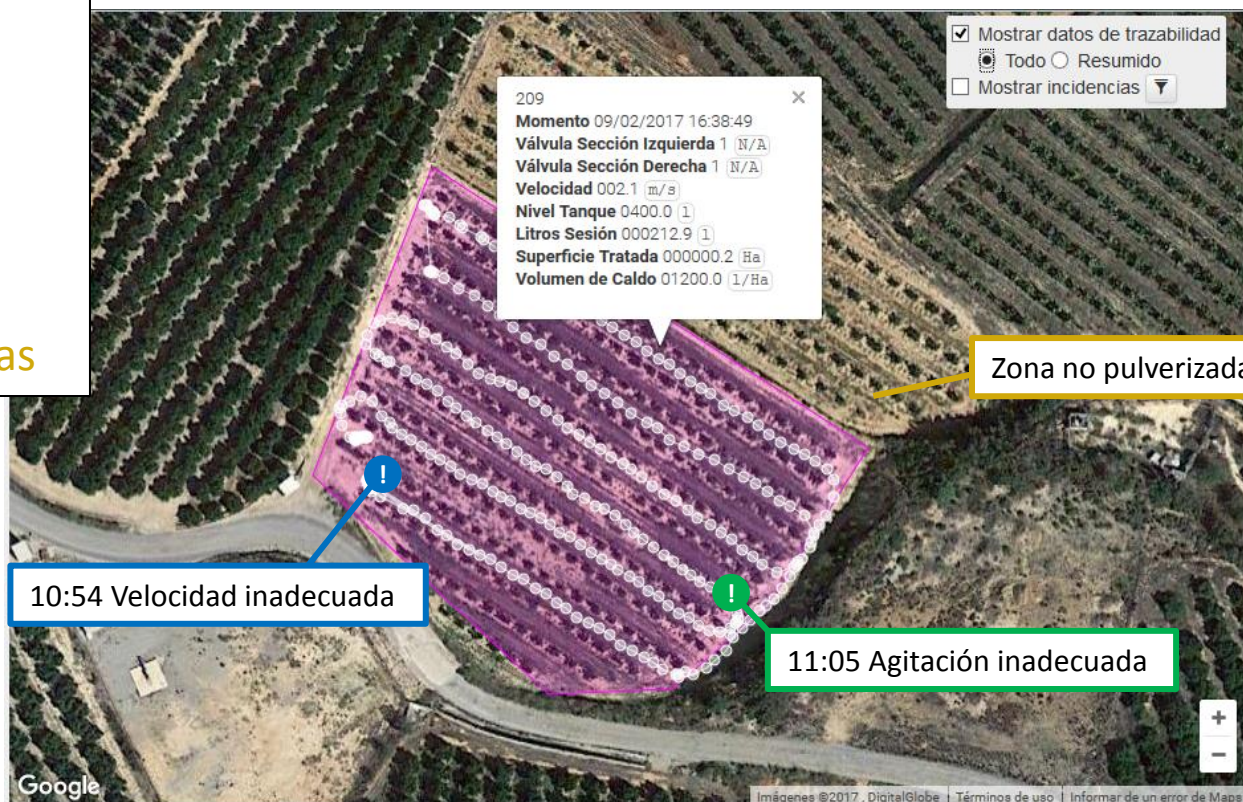 Mostrar datos de trazabilidad
Todo Resumido
Mostrar incidencias
209
Momento 09/02/2017 16:38:49
Válvula Sección Izquierda 1 N/A
Válvula Sección Derecha 1 N/A
Velocidad 002.1 m/s
Nivel Tanque 0400.0 l
Litros Sesión 000212.9 l
Superficie Tratada 000000.2 Ha
Volumen de Caldo 01200.0 l/Ha
as
Zona no pulverizada
!
10:54 Velocidad inadecuada
!
11:05 Agitación inadecuada
+
−
Google
Imágenes ©2017 , DigitalGlobe Términos de uso Informar de un error de Maps